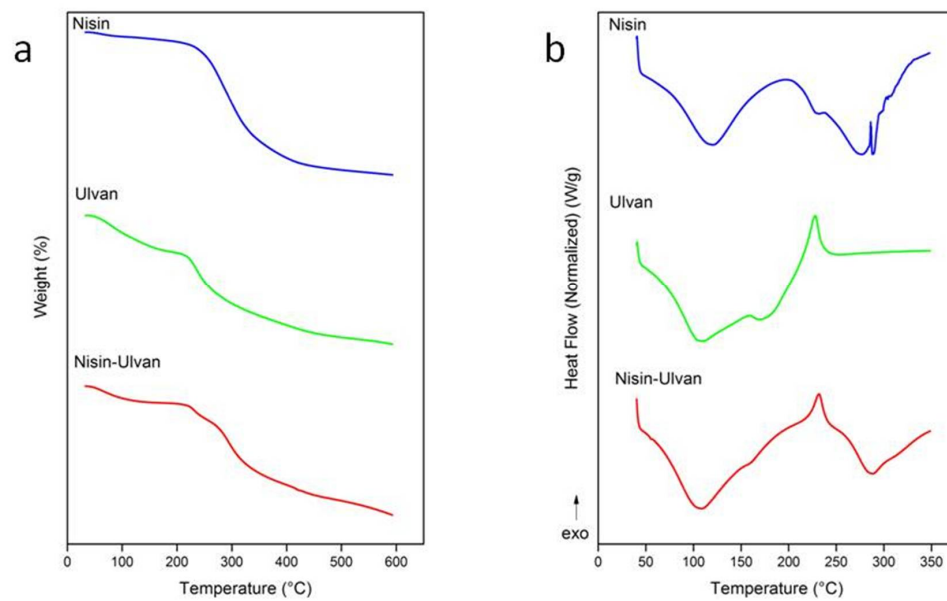 a
Nisin
Ulvan
Nisin-Ulvan
Weight (%)
0 100 200 300 400 500 600
Temperature (°C)
b
Nisin
Ulvan
Nisin-Ulvan
Heat Flow (Normalized) (W/g)
exo
0 50 100 150 200 250 300 350
Temperature (°C)